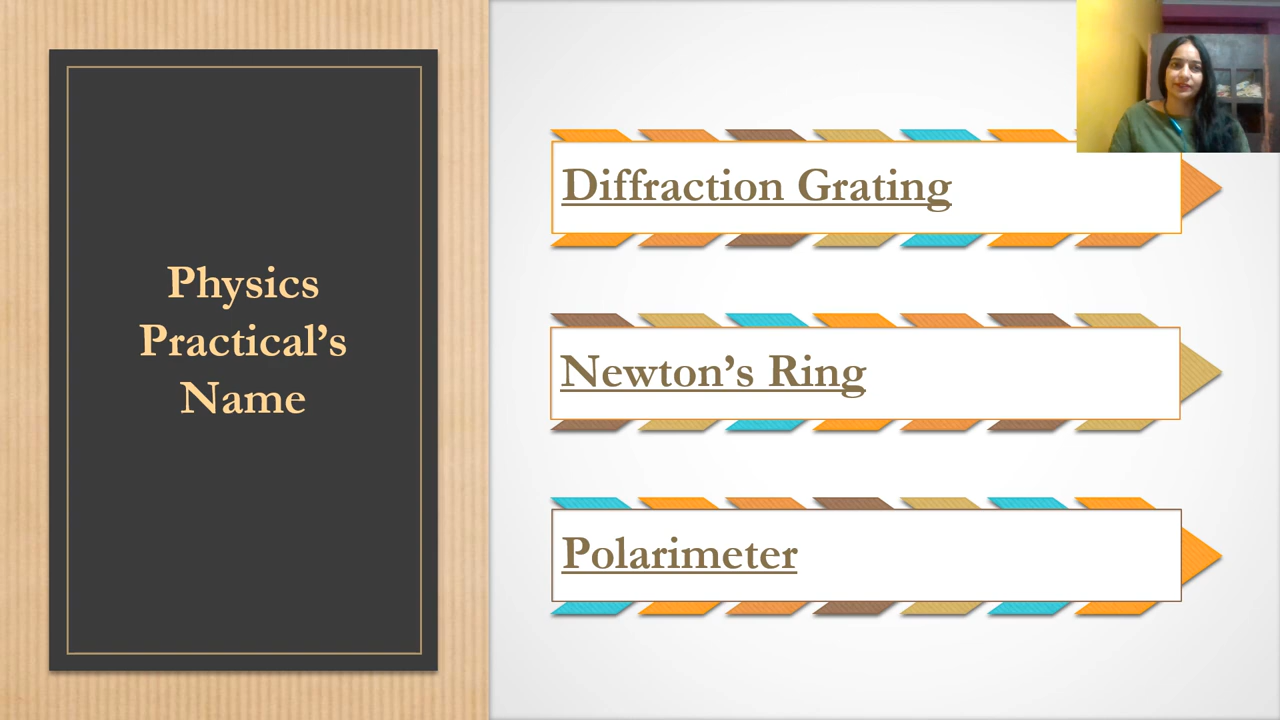 Physics
Practical’s
Name
Diffraction Grating
Newton’s Ring
Polarimeter